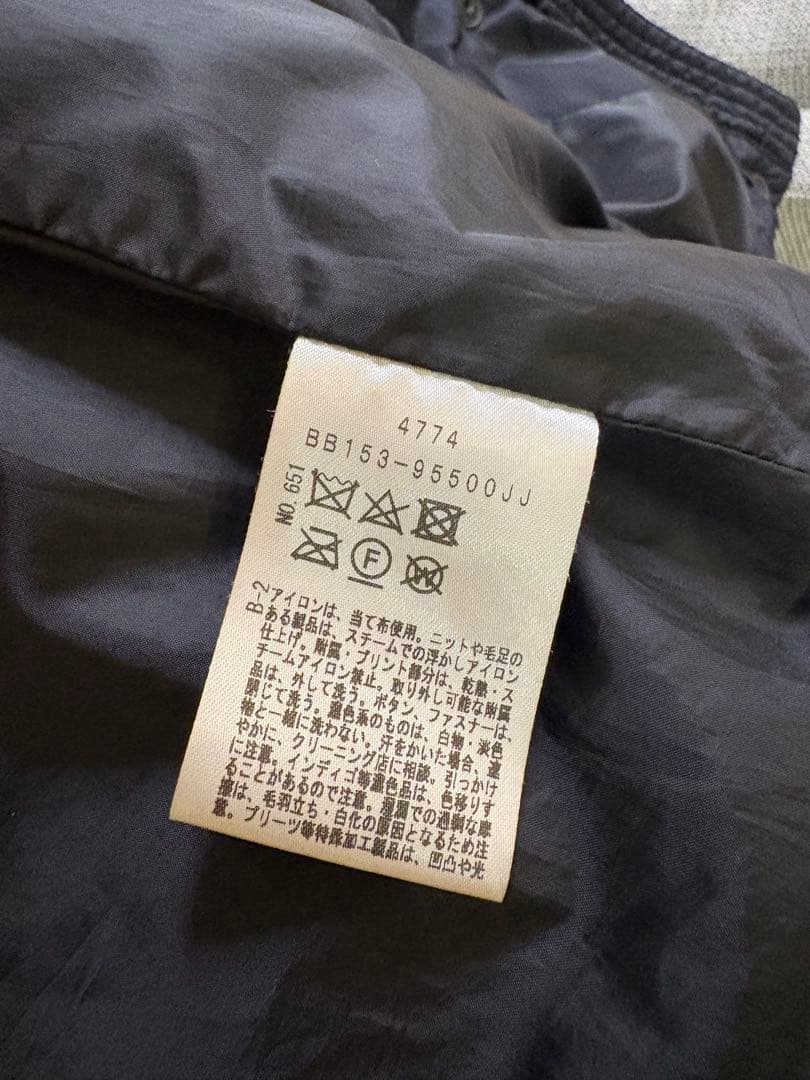 4774
BB153-95500JJ
NO.651
F
W
B-2
アイロンは、当て布使用。ニットや毛足の
ある製品は、スチームでの浮かしアイロン
仕上げ。附属・プリント部分は、乾熱・ス
チームアイロン禁止。取り外し可能な附属
品は、外して洗う。ボタン、ファスナーは、
閉じて洗う。濃色系のものは、白物・淡色
物と一緒に洗わない。汗をかいた場合、速
やかに、クリーニング店に相談。引っかけ
に注意。インディゴ等濃色品は、色移りす
ることがあるので注意。湿潤での過剰な摩
擦は、毛羽立ち・白化の原因となるため注
意。プリーツ等特殊加工製品は、凹凸や光